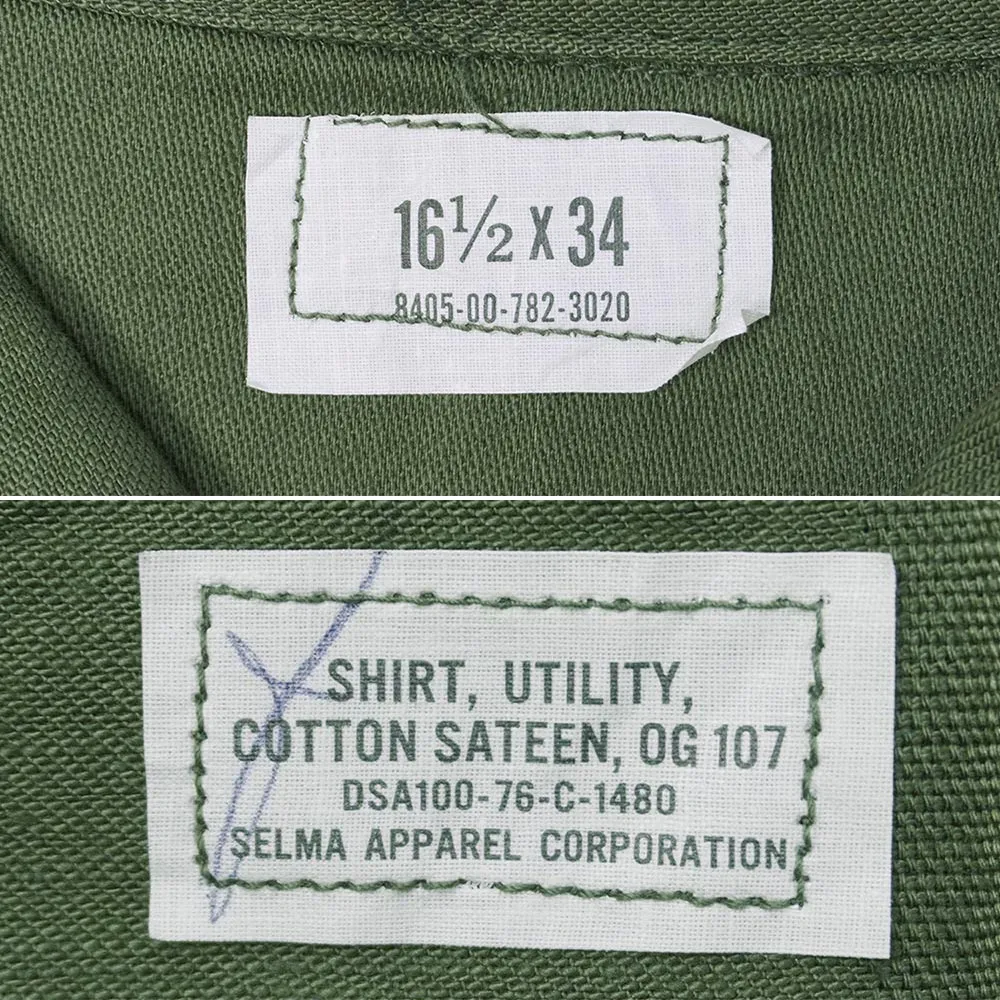 16½ X 34
8405-00-782-3020
SHIRT, UTILITY,
COTTON SATEEN, OG 107
DSA100-76-C-1480
SELMA APPAREL CORPORATION